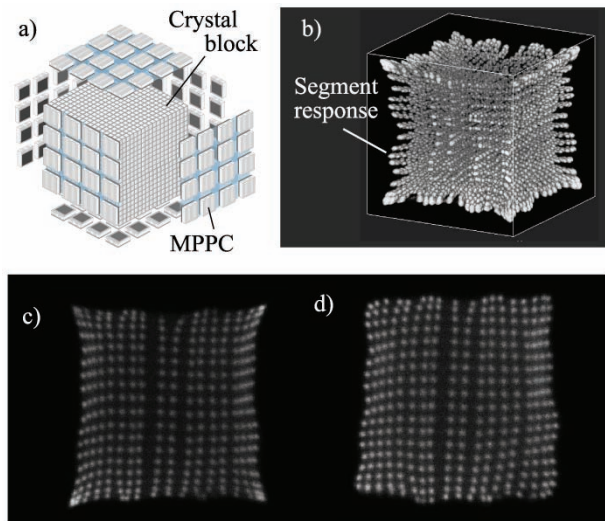 a)
Crystal
block
MPPC
b)
Segment
response
c)
d)